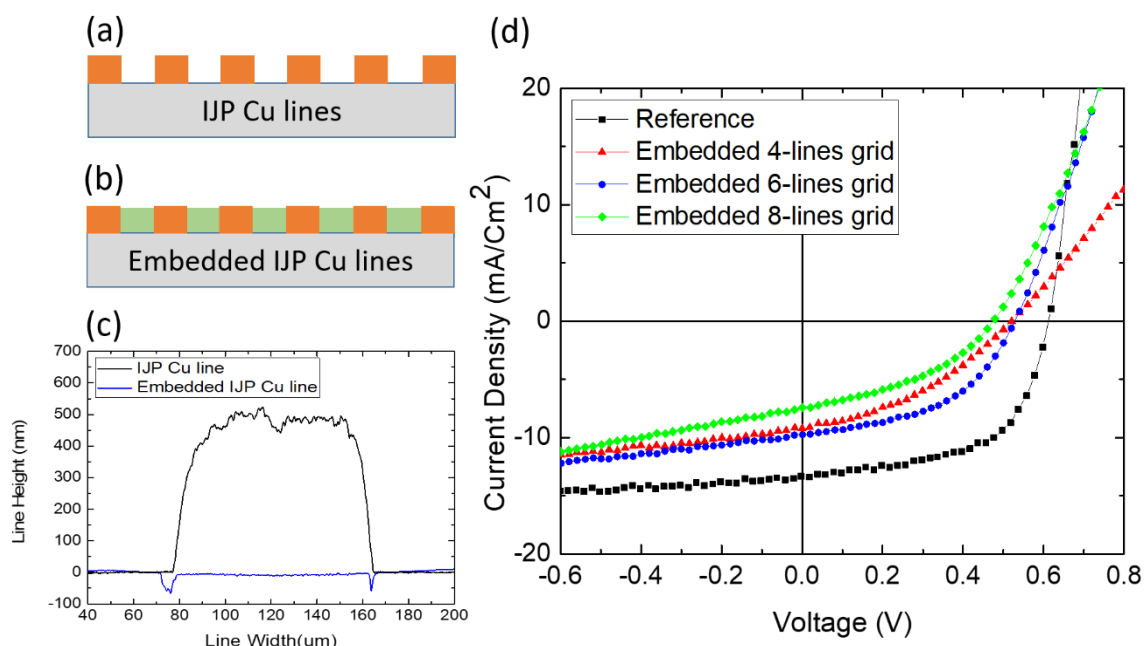 (a)
IJP Cu lines
(b)
Embedded IJP Cu lines
(c)
700
600
500
400
300
200
100
0
-100
Line Height (nm)
IJP Cu line
Embedded IJP Cu line
40 60 80 100 120 140 160 180 200
Line Width(um)
(d)
20
10
0
-10
-20
Current Density (mA/Cm²)
Reference
Embedded 4-lines grid
Embedded 6-lines grid
Embedded 8-lines grid
-0.6 -0.4 -0.2 0.0 0.2 0.4 0.6 0.8
Voltage (V)